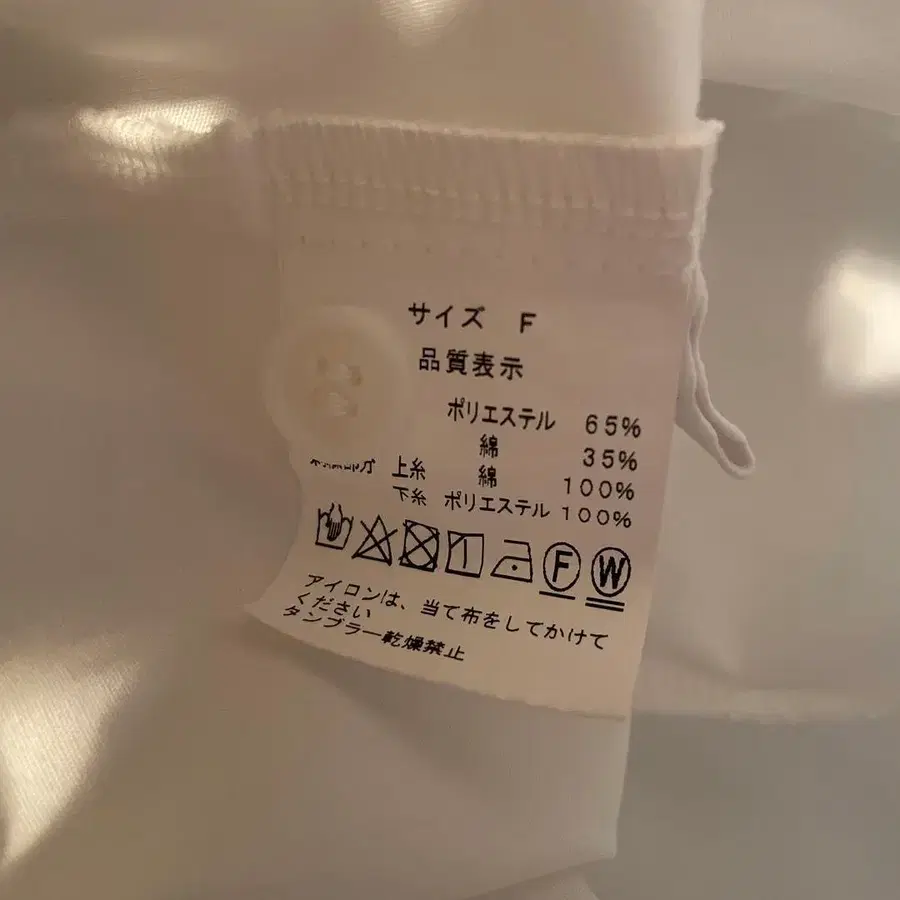 サイズ F
品質表示
ポリエステル 65%
綿 35%
上糸 綿 100%
下糸 ポリエステル 100%
F W
アイロンは、当て布をしてかけて
ください
タンブラー乾燥禁止